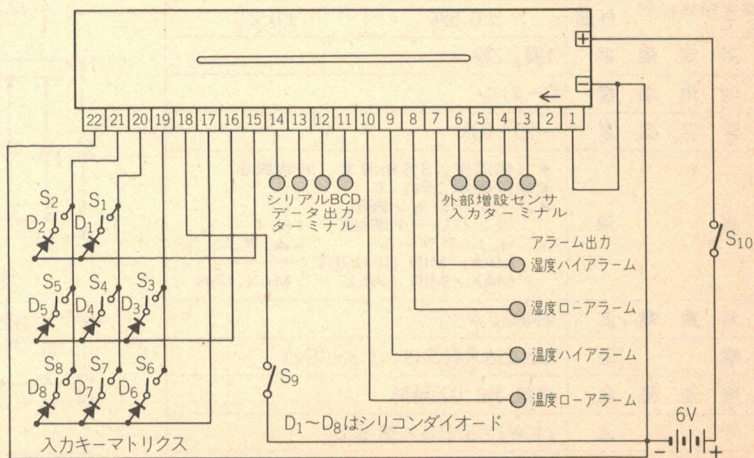 +
−
22 21 20 19 18 17 16 15 14 13 12 11 10 9 8 7 6 5 4 3 2 1
S2 S1
D2 D1
シリアルBCD
データ出力
ターミナル
外部増設センサ
入力ターミナル
アラーム出力
湿度ハイアラーム
湿度ローアラーム
温度ハイアラーム
温度ローアラーム
S10
S5 S4 S3
D5 D4 D3
S8 S7 S6
D8 D7 D6
S9
入力キーマトリクス
D1〜D8はシリコンダイオード
6V
− +